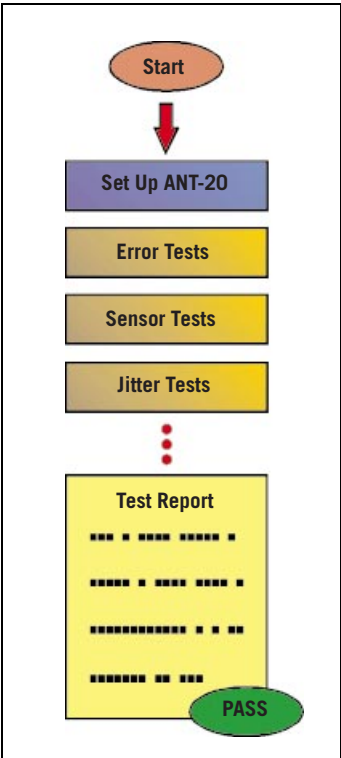 Start
Set Up ANT-20
Error Tests
Sensor Tests
Jitter Tests
Test Report
PASS